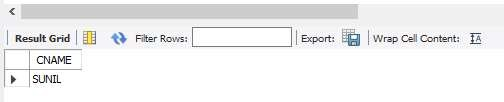 Result Grid Filter Rows: Export: Wrap Cell Content:
CNAME
SUNIL